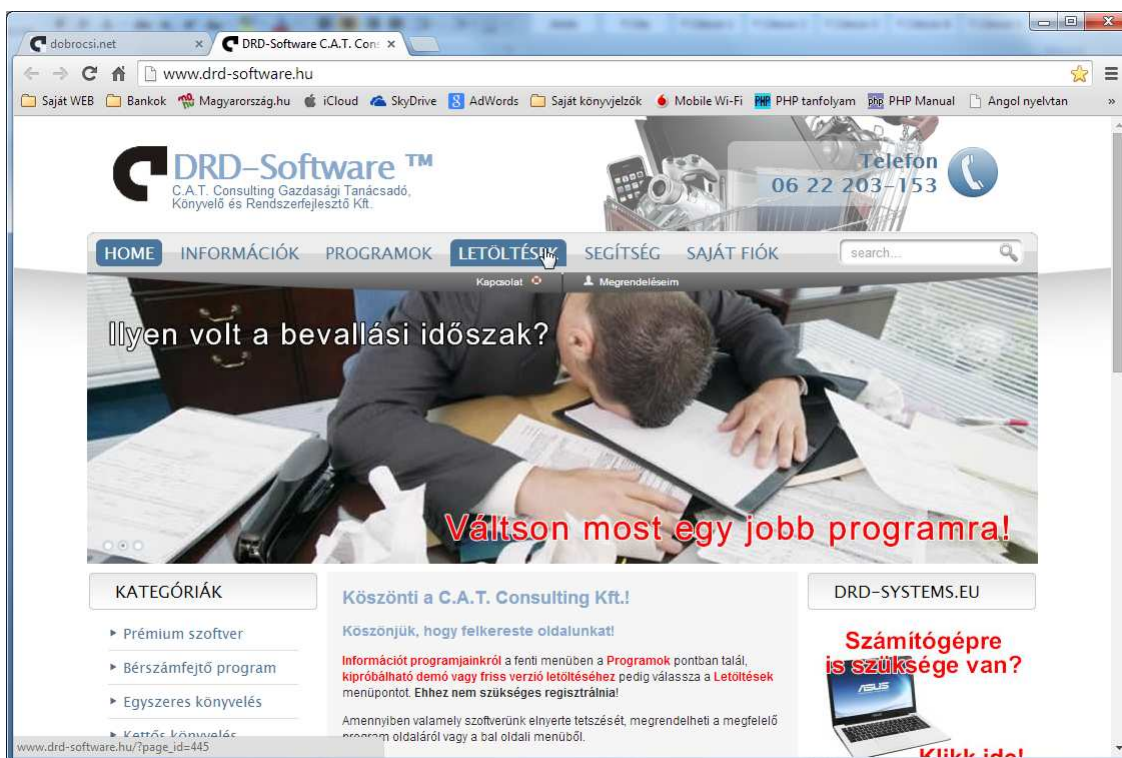 dobrocsi.net
DRD-Software C.A.T. Con
www.drd-software.hu
Saját WEB Bankok Magyarország.hu iCloud SkyDrive AdWords Saját könyvjelzők Mobile Wi-Fi PHP tanfolyam PHP Manual Angol nyelvtan »
DRD-Software ™
C.A.T. Consulting Gazdasági Tanácsadó,
Könyvelő és Rendszerfejlesztő Kft.
Telefon
06 22 203-153
HOME INFORMÁCIÓK PROGRAMOK LETÖLTÉSEK SEGÍTSÉG SAJÁT FIÓK search...
Kapcsolat Megrendeléseim
Ilyen volt a bevallási időszak?
Váltson most egy jobb programra!
KATEGÓRIÁK
Prémium szoftver
Bérszámfejtő program
Egyszeres könyvelés
Kettős könyvelés
Köszönti a C.A.T. Consulting Kft.!
Köszönjük, hogy felkereste oldalunkat!
Információt programjainkról a fenti menüben a Programok pontban talál,
kipróbálható demó vagy friss verzió letöltéséhez pedig válassza a Letöltések
menüpontot. Ehhez nem szükséges regisztrálnia!
Amennyiben valamely szoftverünk elnyerte tetszését, megrendelheti a megfelelő
program oldaláról vagy a bal oldali menüből.
DRD-SYSTEMS.EU
Számítógépre
is szüksége van?
ASUS
Klikk ide!
www.drd-software.hu/?page_id=445